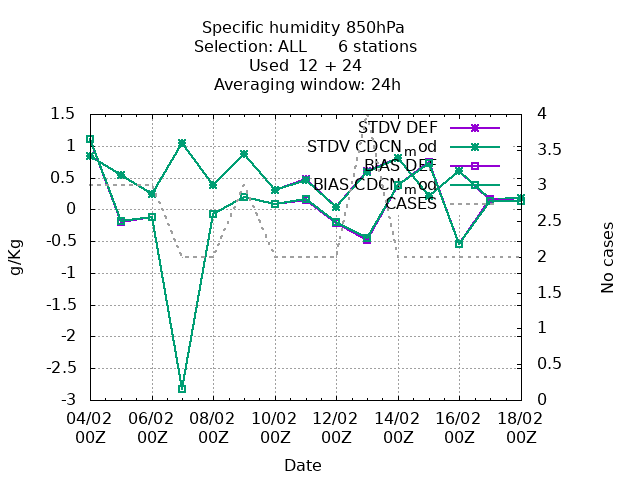 Specific humidity 850hPa
Selection: ALL      6 stations
Used  12 + 24
Averaging window: 24h
1.5
1
0.5
0
-0.5
-1
-1.5
-2
-2.5
-3
g/Kg
STDV DEF
STDV CDCNmod
BIAS DEF
BIAS CDCNmod
CASES
4
3.5
3
2.5
2
1.5
1
0.5
0
No cases
04/02 06/02 08/02 10/02 12/02 14/02 16/02 18/02
00Z 00Z 00Z 00Z 00Z 00Z 00Z 00Z
Date